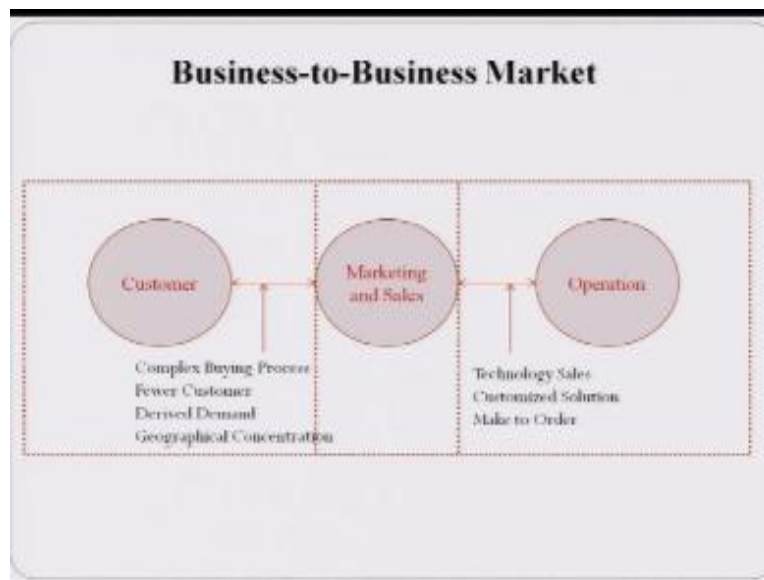 Business-to-Business Market
Customer
Marketing
and Sales
Operation
Complex Buying Process
Fewer Customer
Derived Demand
Geographical Concentration
Technology Sales
Customized Solution
Make to Order